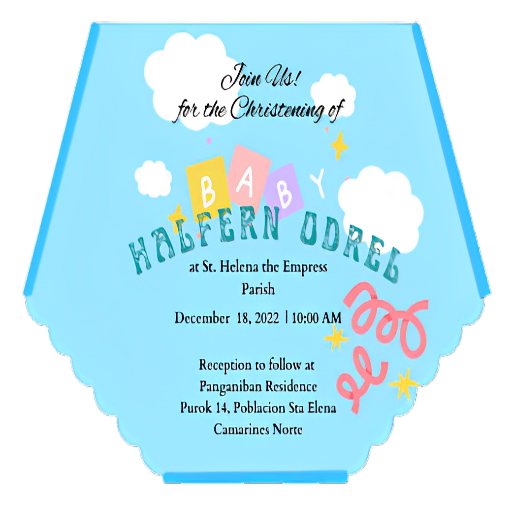 Join Us!
for the Christening of
BABY
HALFERN ODREL
at St. Helena the Empress
Parish
December 18, 2022 | 10:00 AM
Reception to follow at
Panganiban Residence
Purok 14, Poblacion Sta Elena
Camarines Norte